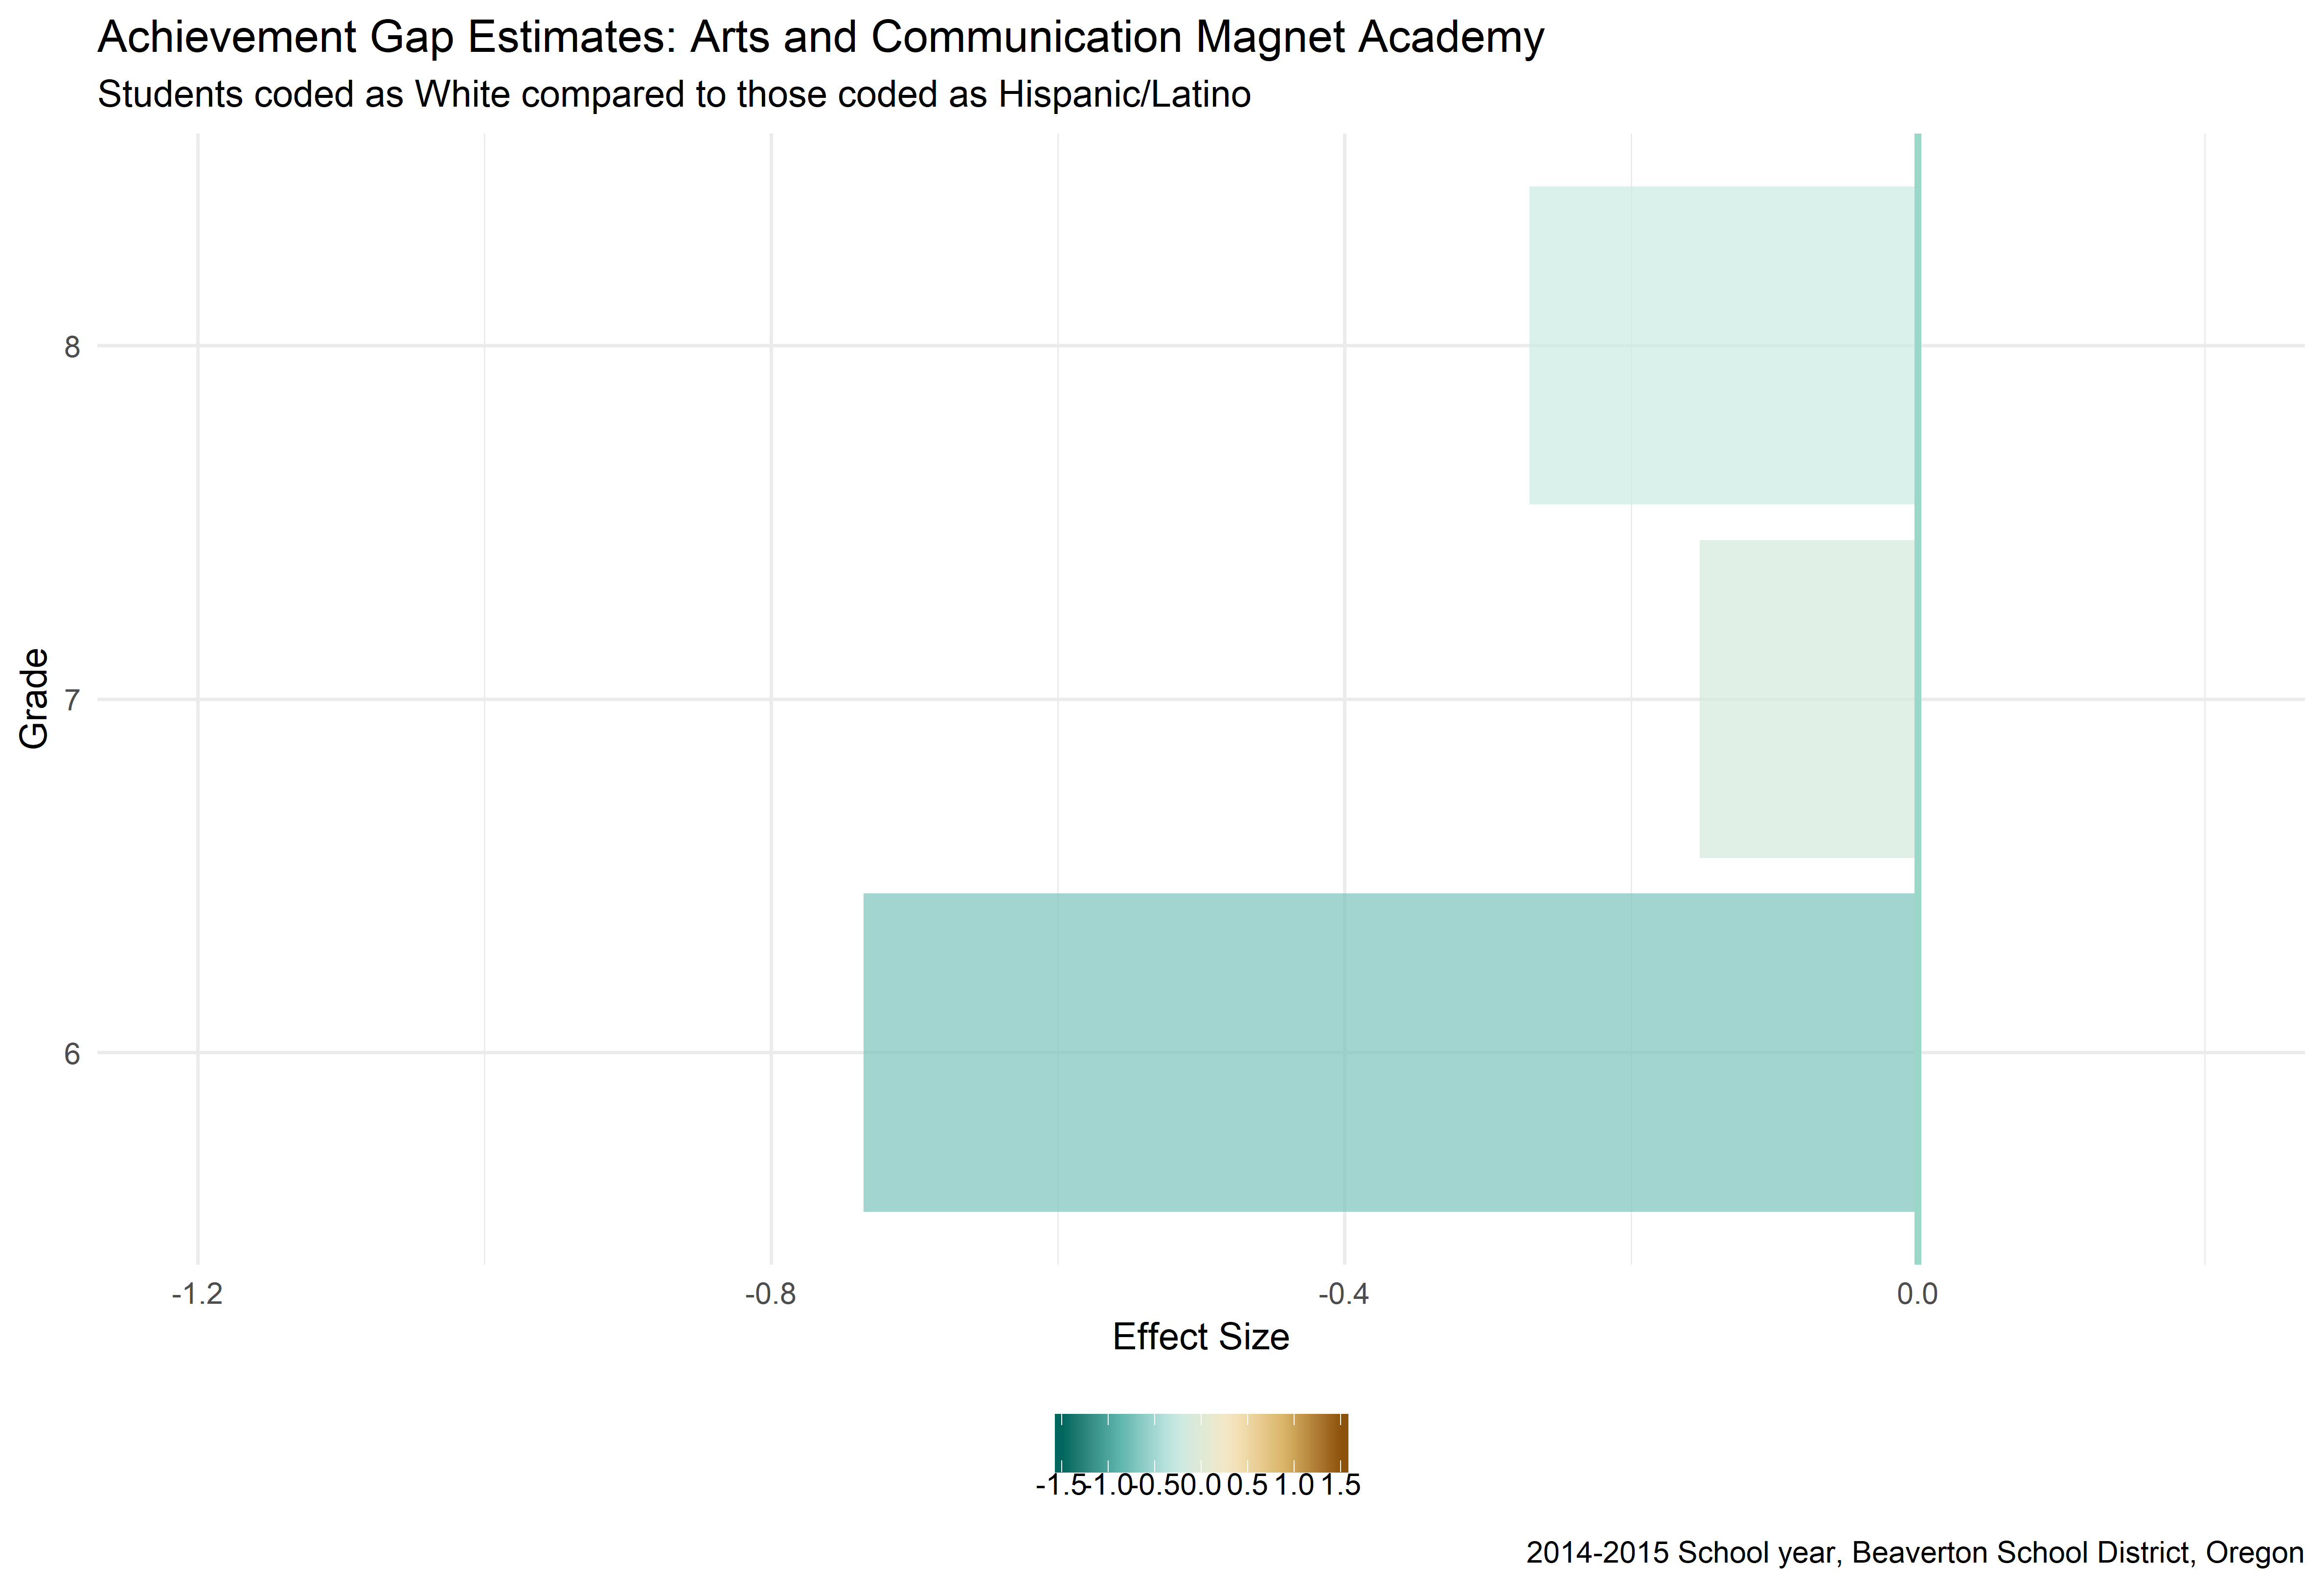 Achievement Gap Estimates: Arts and Communication Magnet Academy
Students coded as White compared to those coded as Hispanic/Latino
Grade
8
7
6
-1.2 -0.8 -0.4 0.0
Effect Size
-1.5 -1.0 -0.5 0.0 0.5 1.0 1.5
2014-2015 School year, Beaverton School District, Oregon